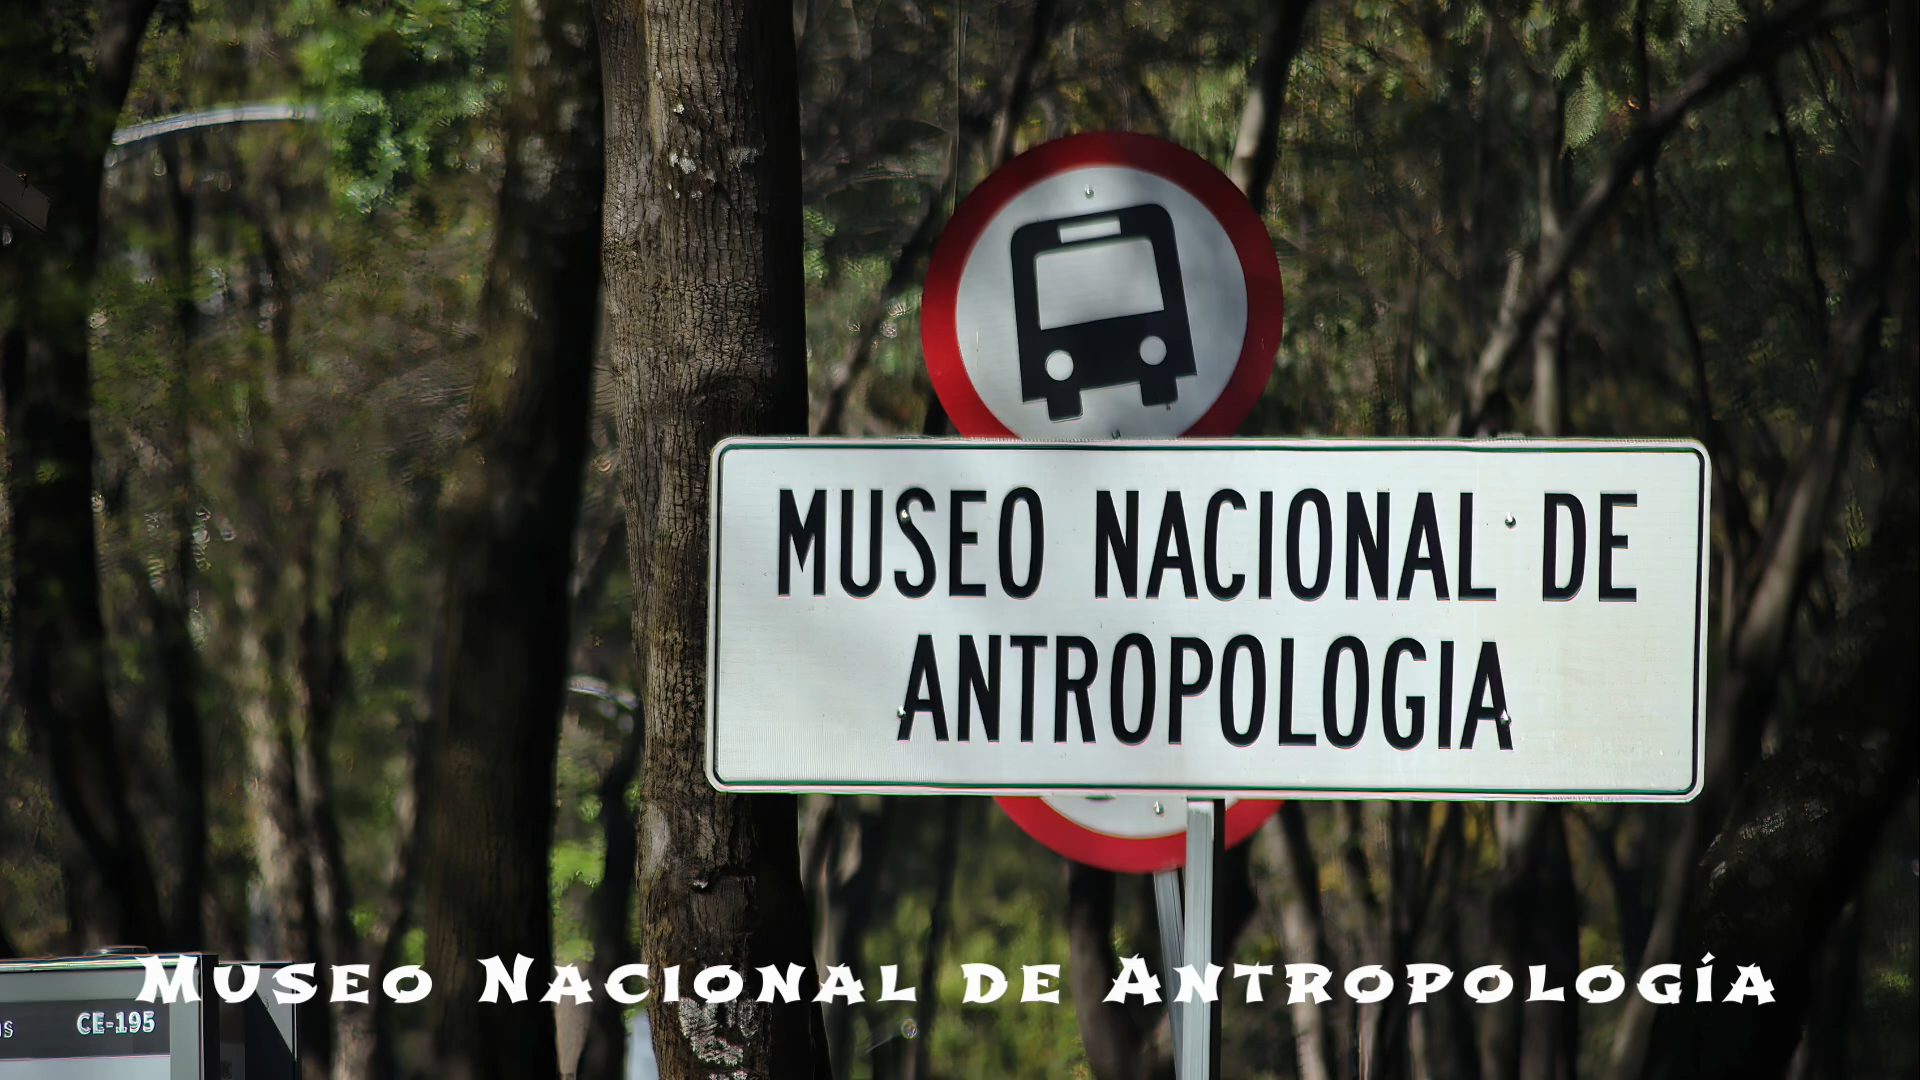 MUSEO NACIONAL DE
ANTROPOLOGIA
Museo Nacional de Antropología
CE-195